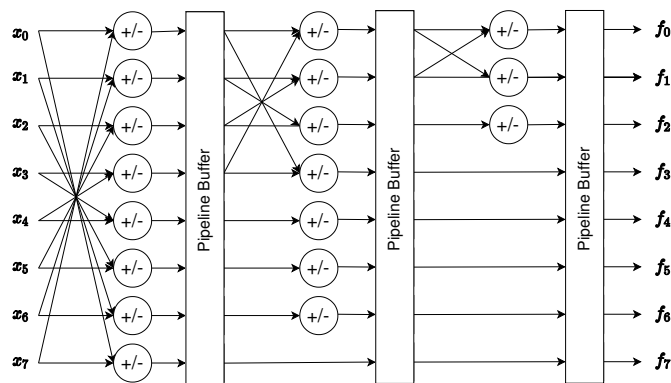 x₀ +/- +/- +/- f₀
x₁ +/- +/- +/- f₁
x₂ +/- +/- +/- f₂
x₃ +/- +/- f₃
x₄ +/- +/- f₄
x₅ +/- +/- f₅
x₆ +/- +/- f₆
x₇ +/- f₇
Pipeline Buffer
Pipeline Buffer
Pipeline Buffer